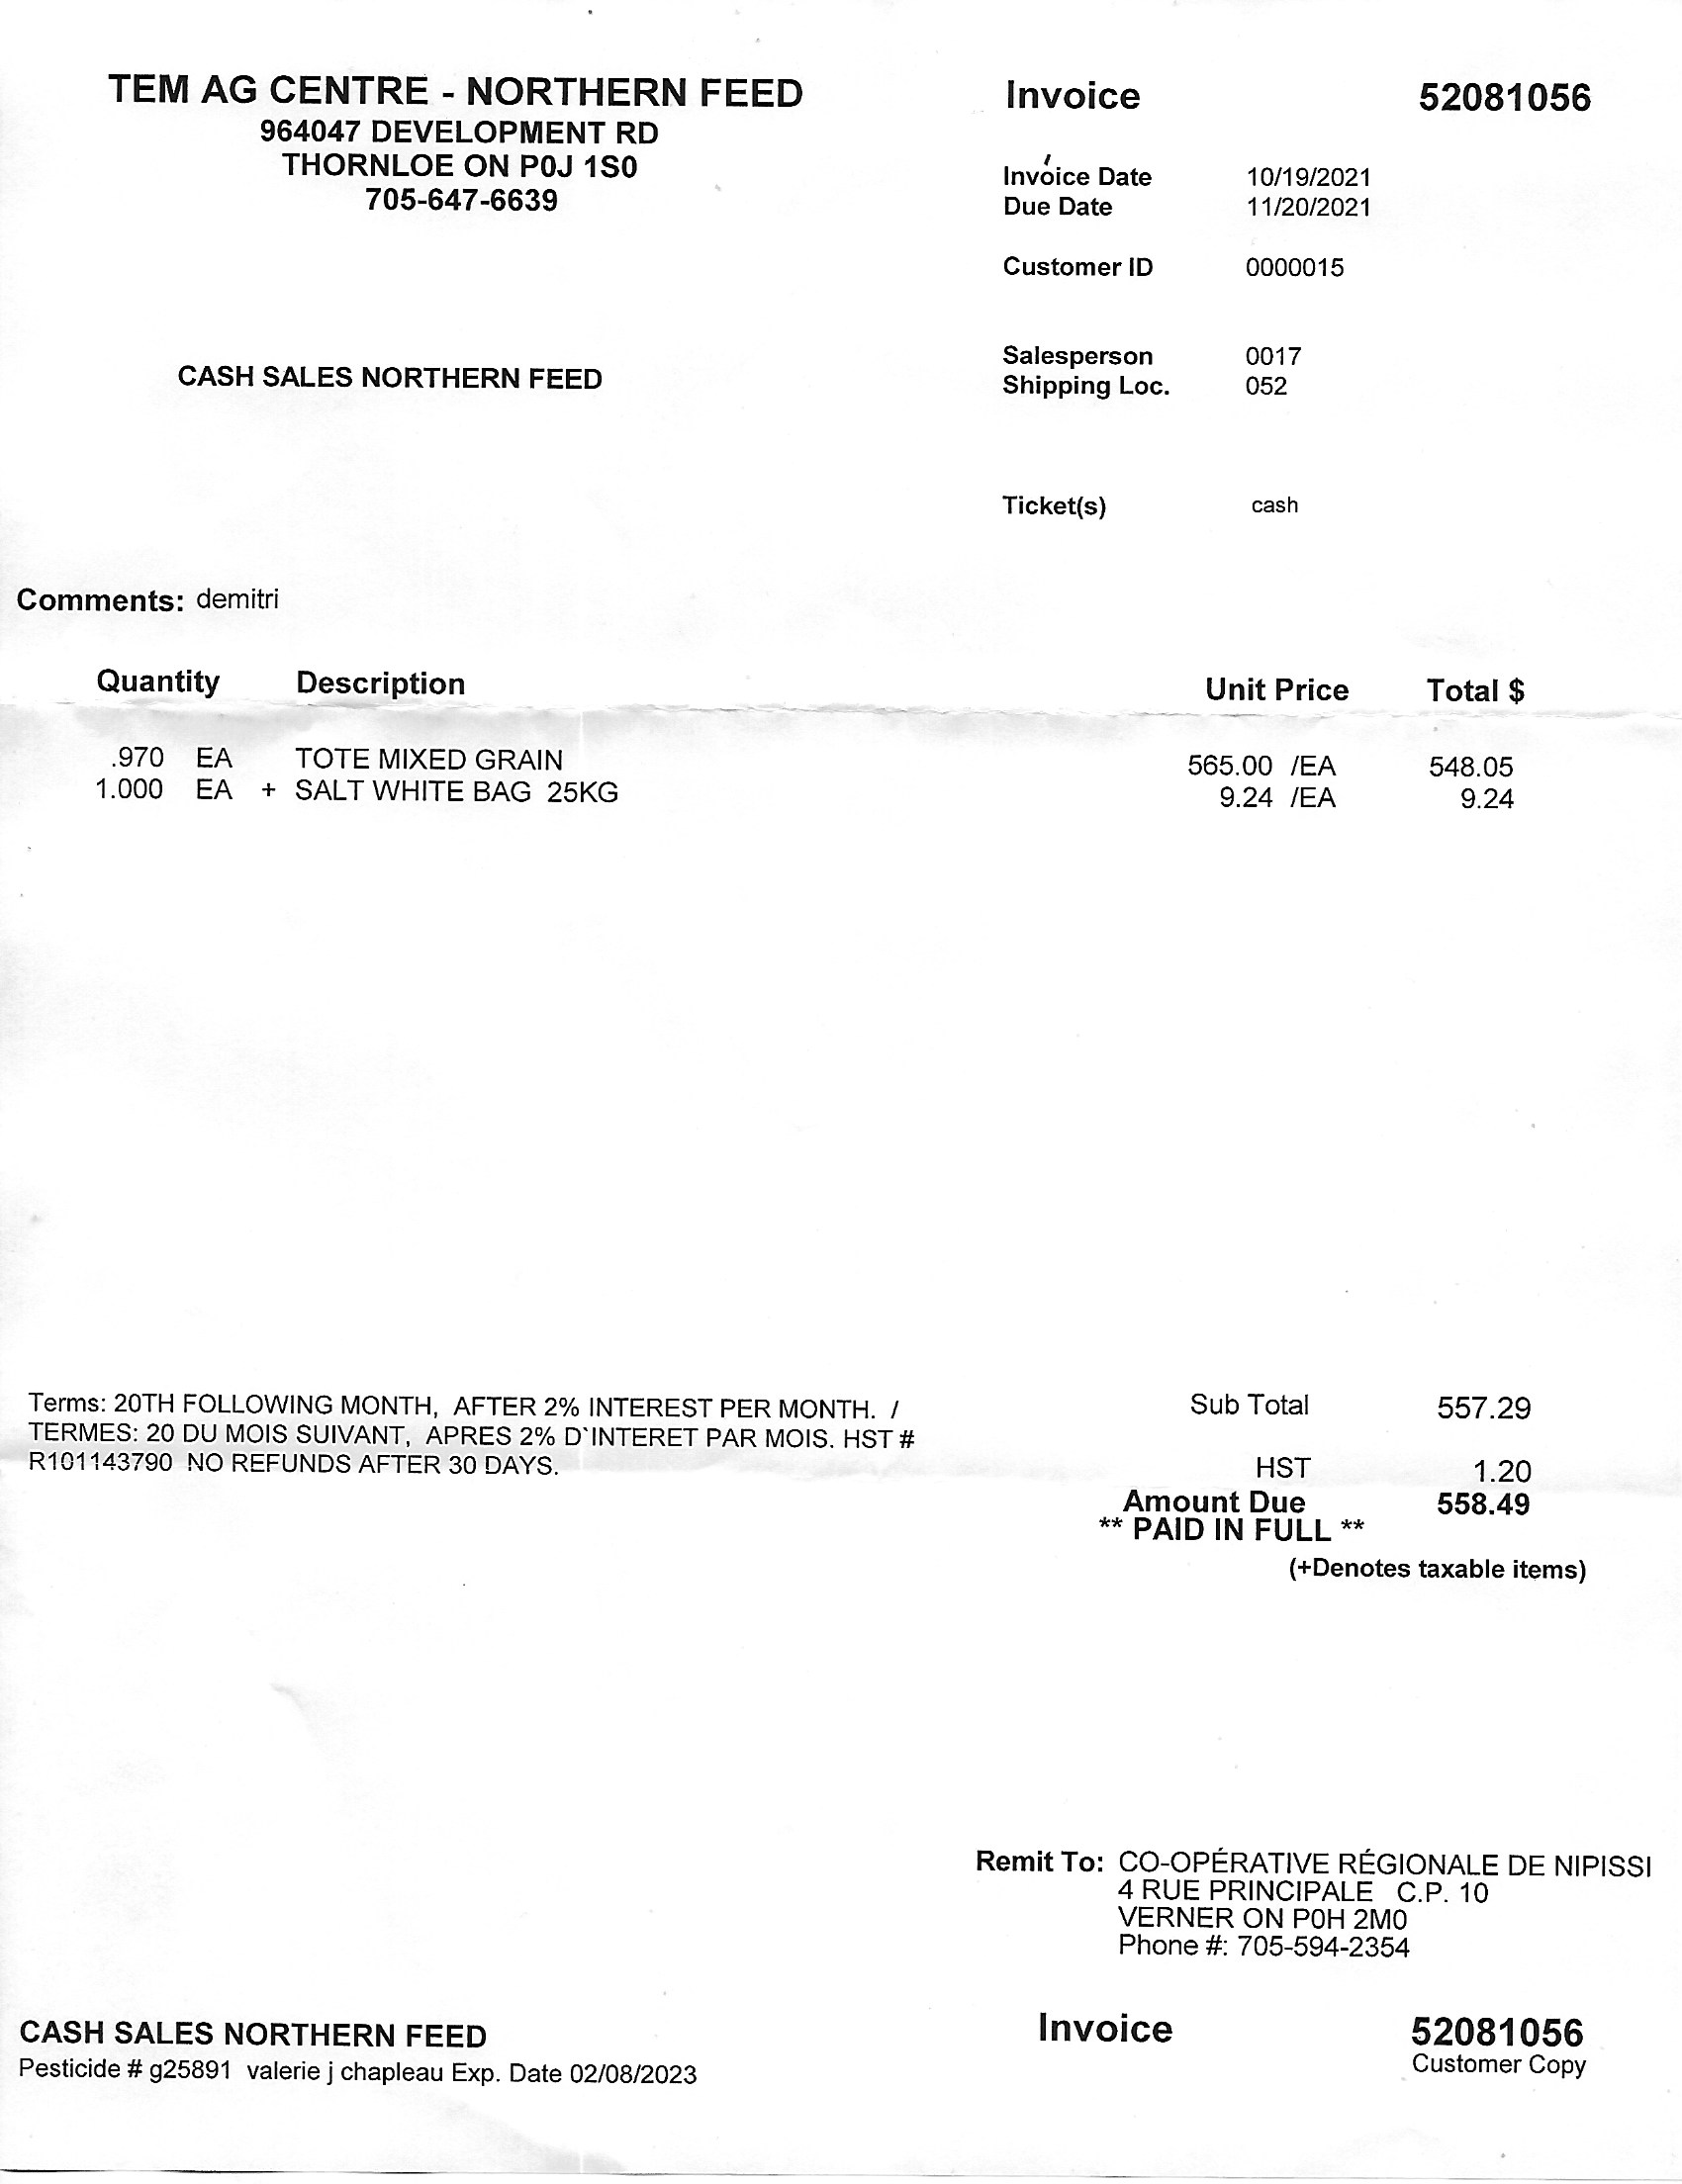 TEM AG CENTRE - NORTHERN FEED
964047 DEVELOPMENT RD
THORNLOE ON P0J 1S0
705-647-6639
Invoice 52081056
Invoice Date 10/19/2021
Due Date 11/20/2021
Customer ID 0000015
Salesperson 0017
Shipping Loc. 052
CASH SALES NORTHERN FEED
Ticket(s) cash
Comments: demitri
Quantity Description Unit Price Total $
.970 EA TOTE MIXED GRAIN 565.00 /EA 548.05
1.000 EA + SALT WHITE BAG 25KG 9.24 /EA 9.24
Terms: 20TH FOLLOWING MONTH, AFTER 2% INTEREST PER MONTH. /
TERMES: 20 DU MOIS SUIVANT, APRES 2% D`INTERET PAR MOIS. HST #
R101143790 NO REFUNDS AFTER 30 DAYS.
Sub Total 557.29
HST 1.20
Amount Due 558.49
** PAID IN FULL **
(+Denotes taxable items)
Remit To: CO-OPÉRATIVE RÉGIONALE DE NIPISSI
4 RUE PRINCIPALE C.P. 10
VERNER ON P0H 2M0
Phone #: 705-594-2354
CASH SALES NORTHERN FEED
Pesticide # g25891 valerie j chapleau Exp. Date 02/08/2023
Invoice 52081056
Customer Copy